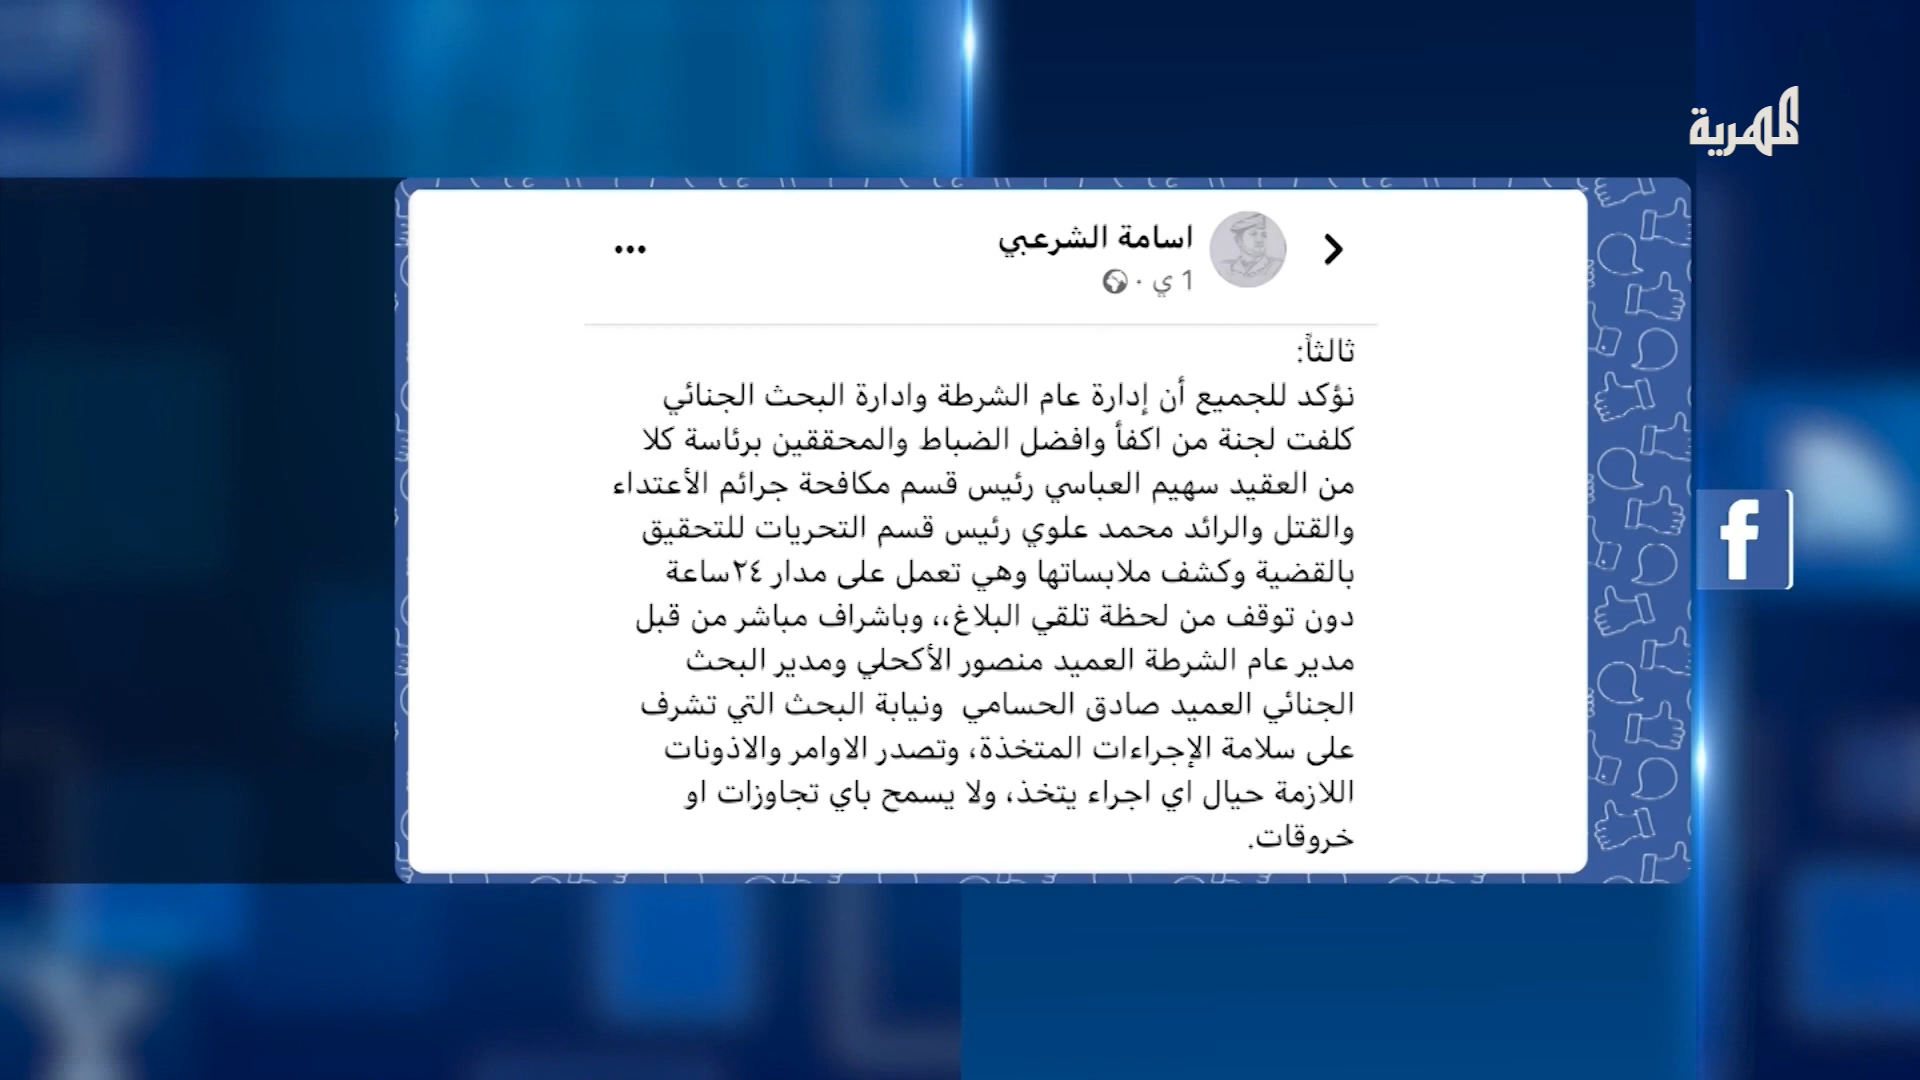 المهرية
اسامة الشرعبي
1 ي ·
ثالثاً:
نؤكد للجميع أن إدارة عام الشرطة وادارة البحث الجنائي
كلفت لجنة من اكفأ وافضل الضباط والمحققين برئاسة كلا
من العقيد سهيم العباسي رئيس قسم مكافحة جرائم الأعتداء
والقتل والرائد محمد علوي رئيس قسم التحريات للتحقيق
بالقضية وكشف ملابساتها وهي تعمل على مدار ٢٤ساعة
دون توقف من لحظة تلقي البلاغ،، وباشراف مباشر من قبل
مدير عام الشرطة العميد منصور الأكحلي ومدير البحث
الجنائي العميد صادق الحسامي  ونيابة البحث التي تشرف
على سلامة الإجراءات المتخذة، وتصدر الاوامر والاذونات
اللازمة حيال اي اجراء يتخذ، ولا يسمح باي تجاوزات او
خروقات.
f